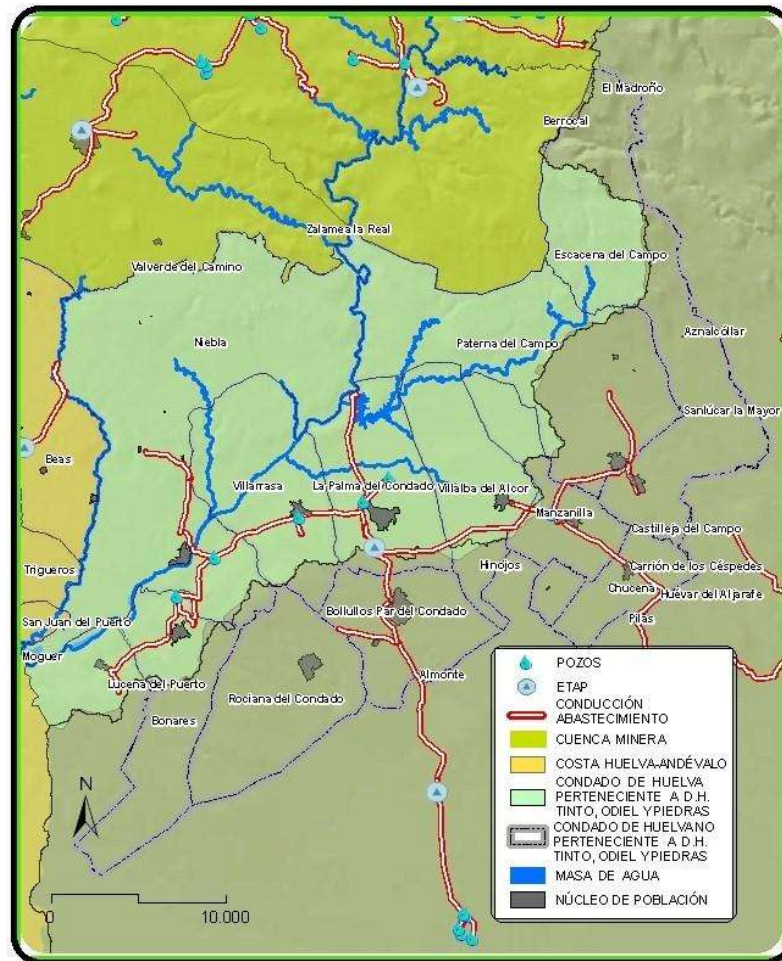 El Madroño
Berrocal
Zalamea la Real
Escacena del Campo
Valverde del Camino
Aznalcóllar
Niebla
Paterna del Campo
Sanlúcar la Mayor
Beas
Villarrasa
La Palma del Condado
Villalba del Alcor
Manzanilla
Castilleja del Campo
Trigueros
Hinojos
Carrión de los Céspedes
Chucena
Huévar del Aljarafe
San Juan del Puerto
Bollullos Par del Condado
Pilas
Moguer
Almonte
Lucena del Puerto
Rociana del Condado
Bonares
N
0 10.000
POZOS
ETAP
CONDUCCIÓN
ABASTECIMIENTO
CUENCA MINERA
COSTA HUELVA-ANDÉVALO
CONDADO DE HUELVA
PERTENECIENTE A D.H.
TINTO, ODIEL Y PIEDRAS
CONDADO DE HUELVA NO
PERTENECIENTE A D.H.
TINTO, ODIEL Y PIEDRAS
MASA DE AGUA
NÚCLEO DE POBLACIÓN